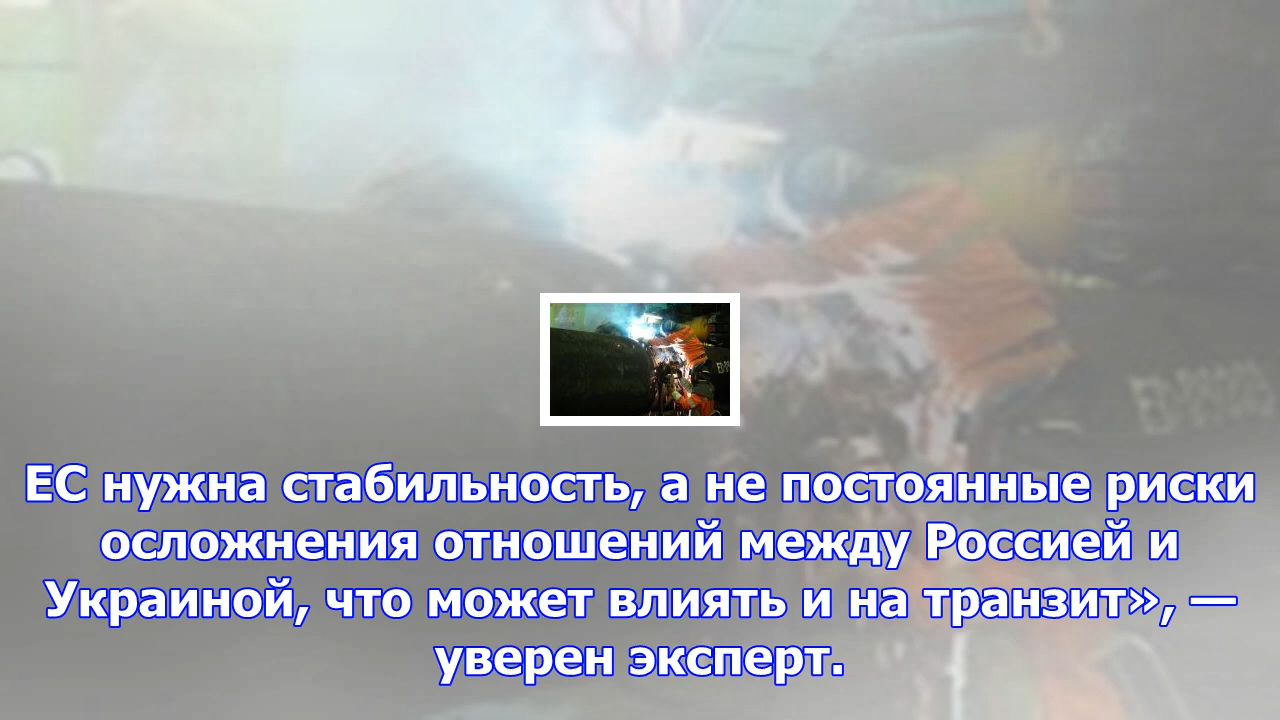 ЕС нужна стабильность, а не постоянные риски
осложнения отношений между Россией и
Украиной, что может влиять и на транзит», —
уверен эксперт.